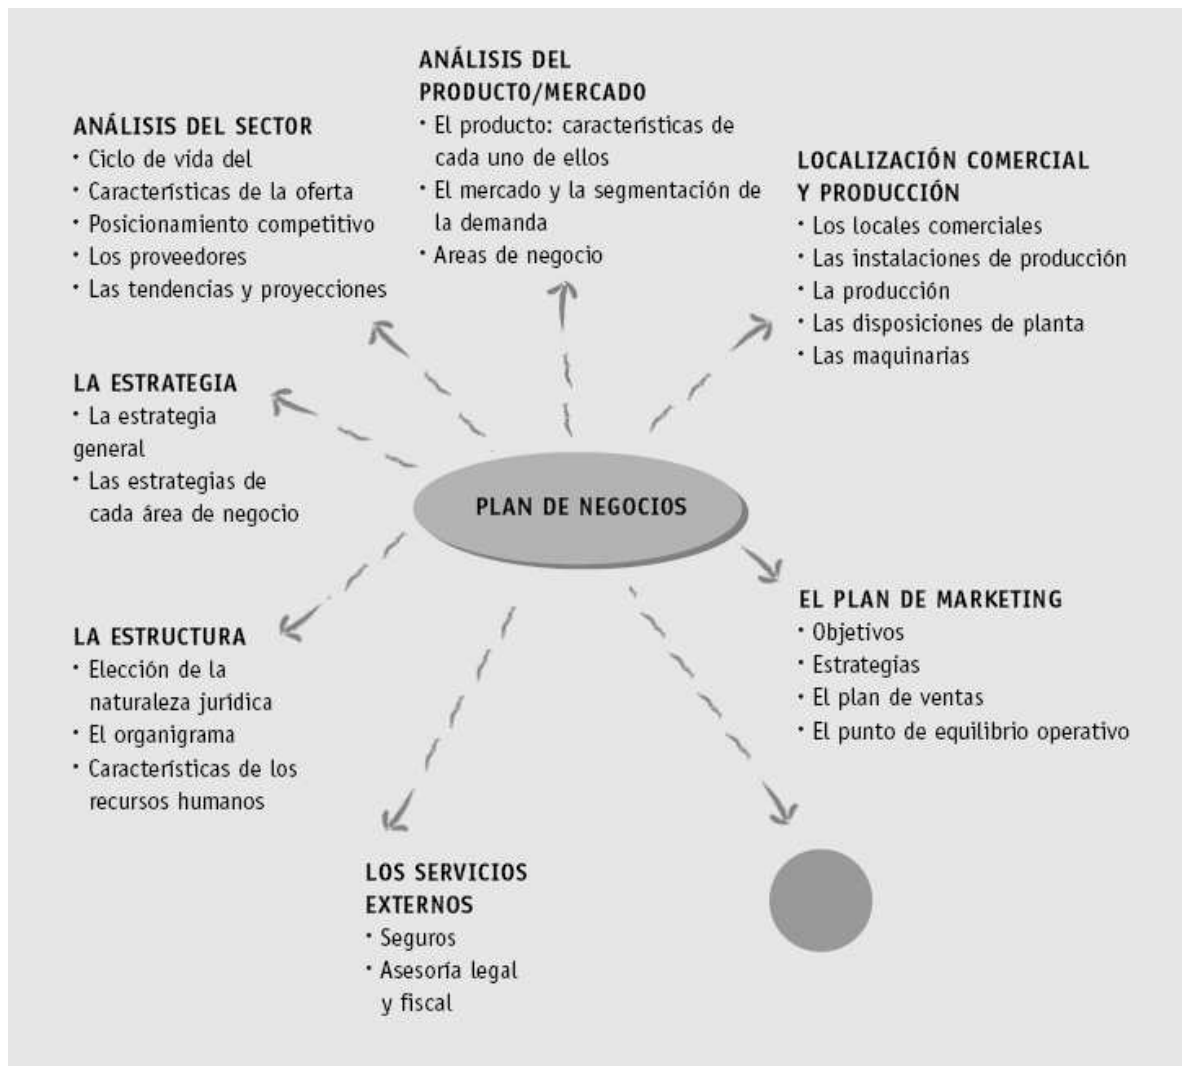 ANÁLISIS DEL
PRODUCTO/MERCADO
· El producto: características de
cada uno de ellos
· El mercado y la segmentación de
la demanda
· Areas de negocio
ANÁLISIS DEL SECTOR
· Ciclo de vida del
· Características de la oferta
· Posicionamiento competitivo
· Los proveedores
· Las tendencias y proyecciones
LOCALIZACIÓN COMERCIAL
Y PRODUCCIÓN
· Los locales comerciales
· Las instalaciones de producción
· La producción
· Las disposiciones de planta
· Las maquinarias
LA ESTRATEGIA
· La estrategia
general
· Las estrategias de
cada área de negocio
PLAN DE NEGOCIOS
EL PLAN DE MARKETING
· Objetivos
· Estrategias
· El plan de ventas
· El punto de equilibrio operativo
LA ESTRUCTURA
· Elección de la
naturaleza jurídica
· El organigrama
· Características de los
recursos humanos
LOS SERVICIOS
EXTERNOS
· Seguros
· Asesoría legal
y fiscal